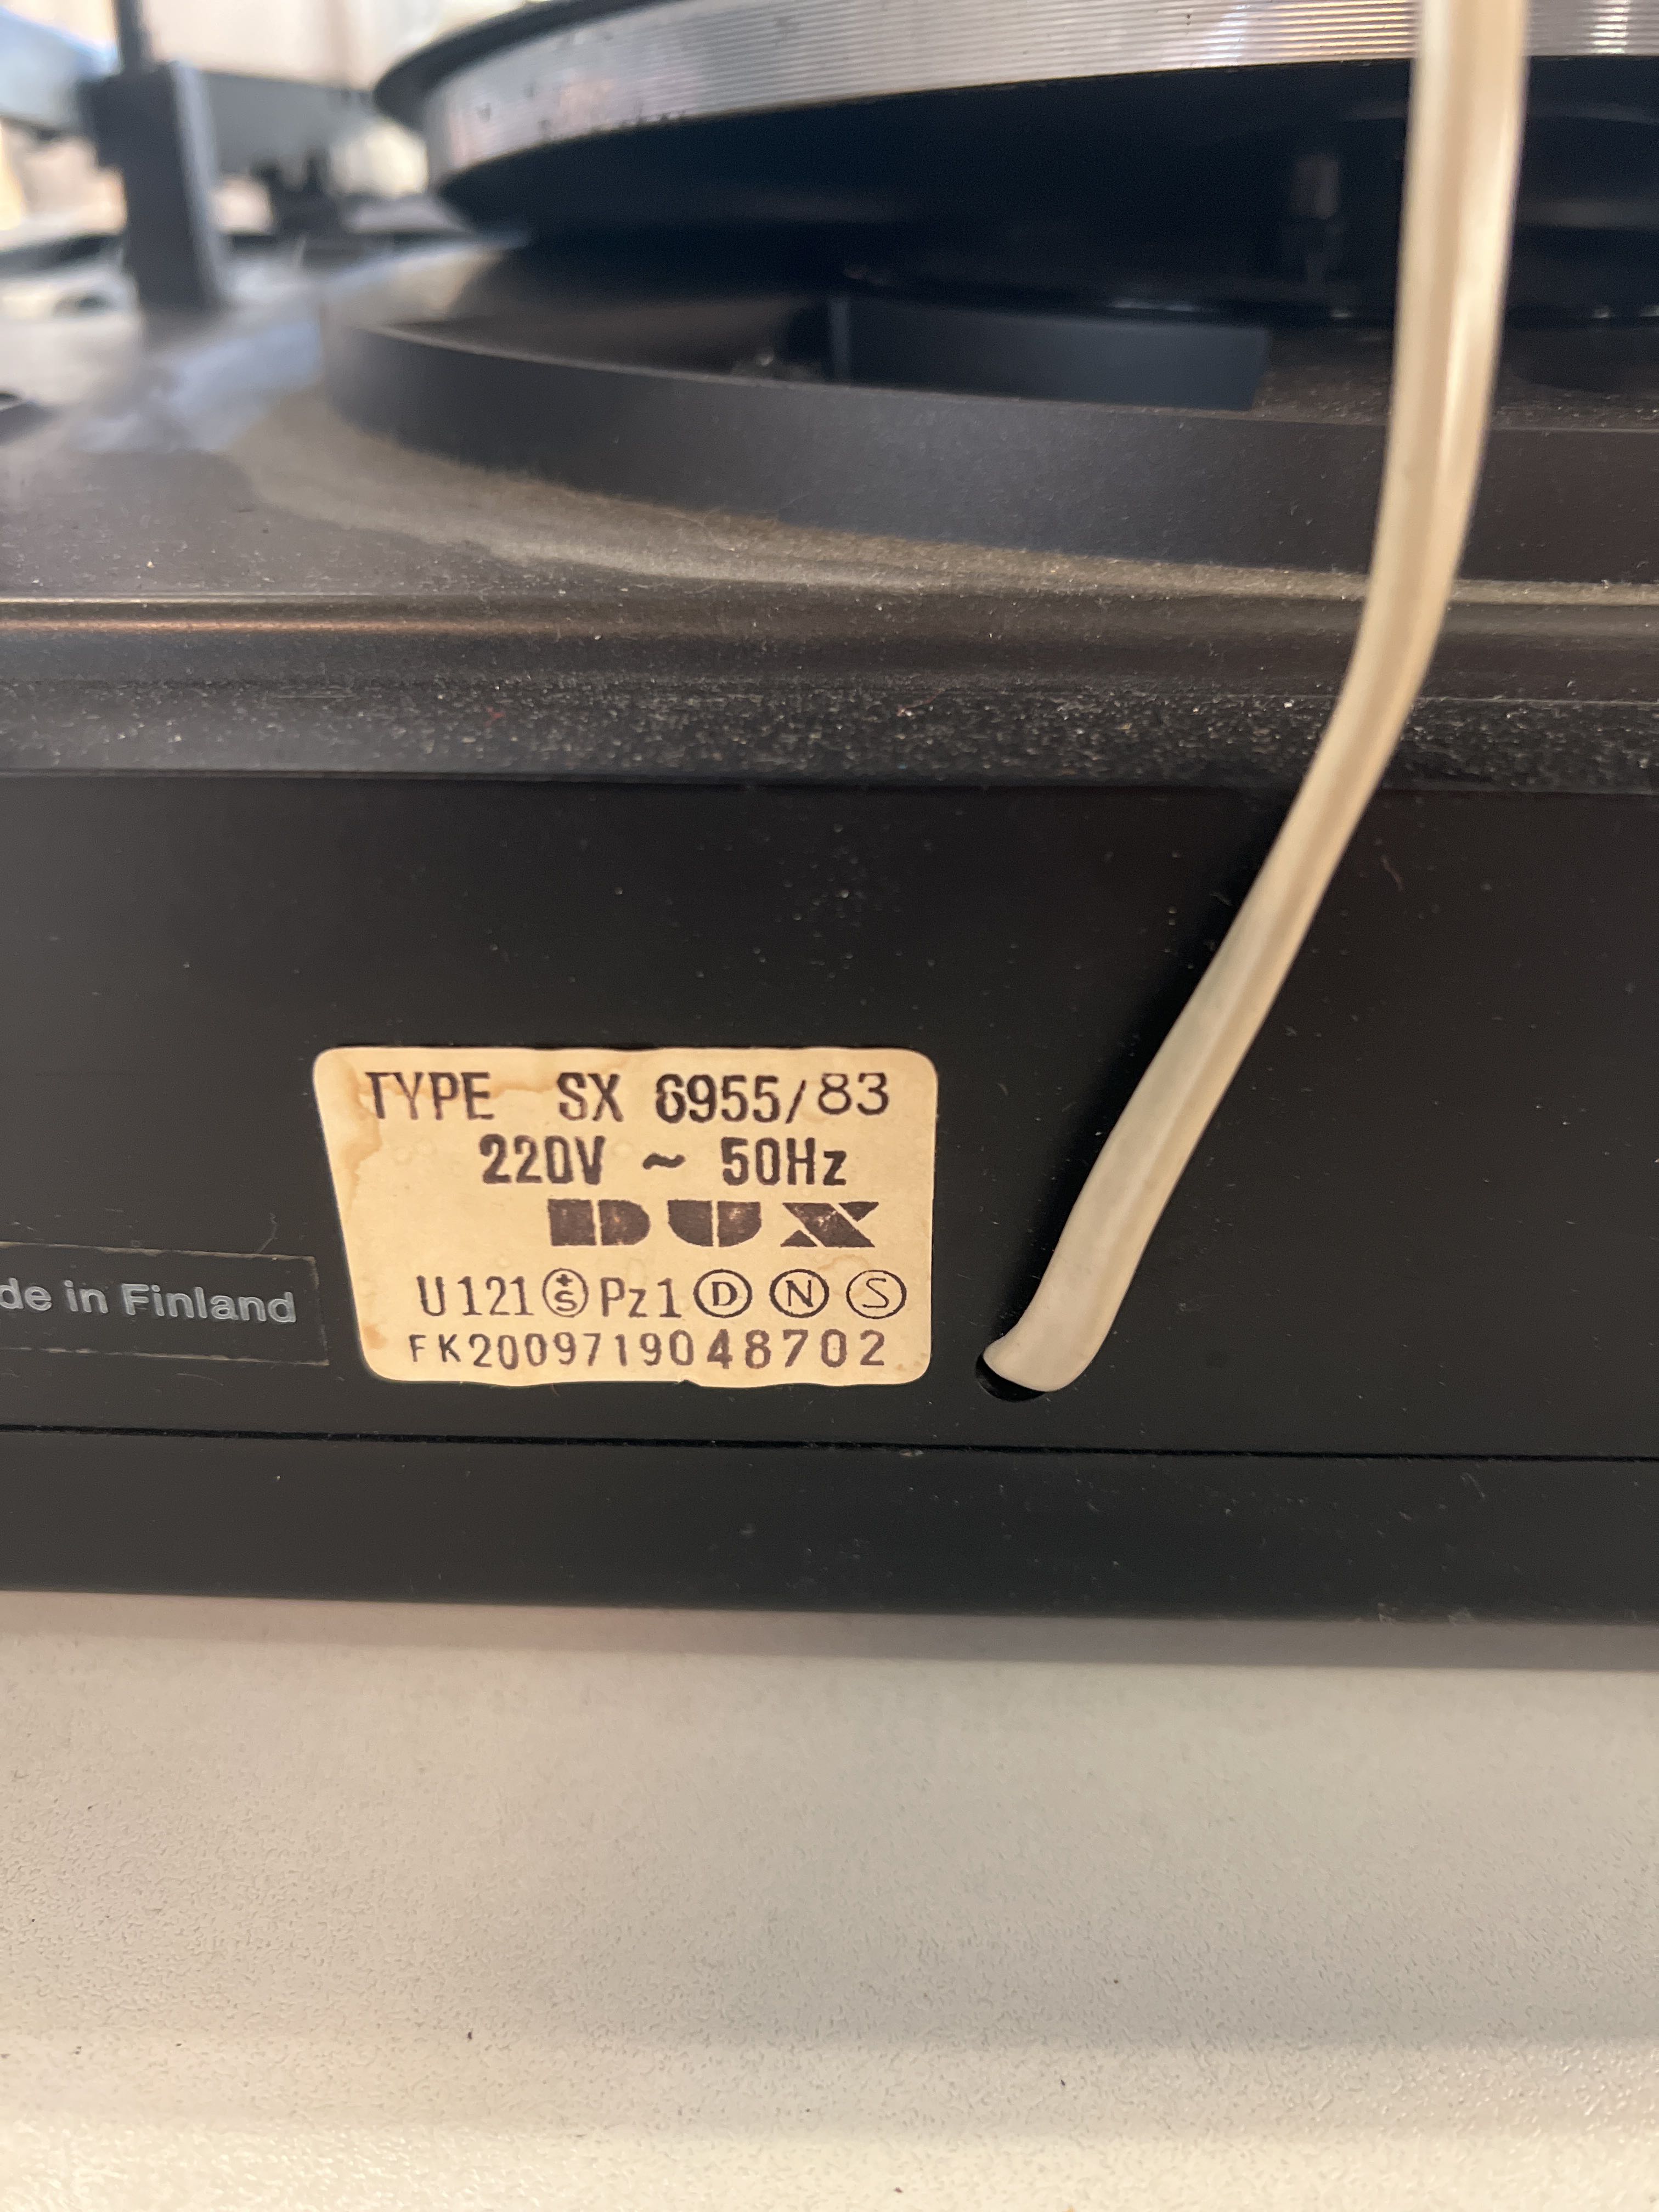 TYPE SX 6955/83
220V ~ 50Hz
DUX
U121 Ⓢ Pz1 Ⓓ Ⓝ Ⓢ
FK2009719048702
de in Finland